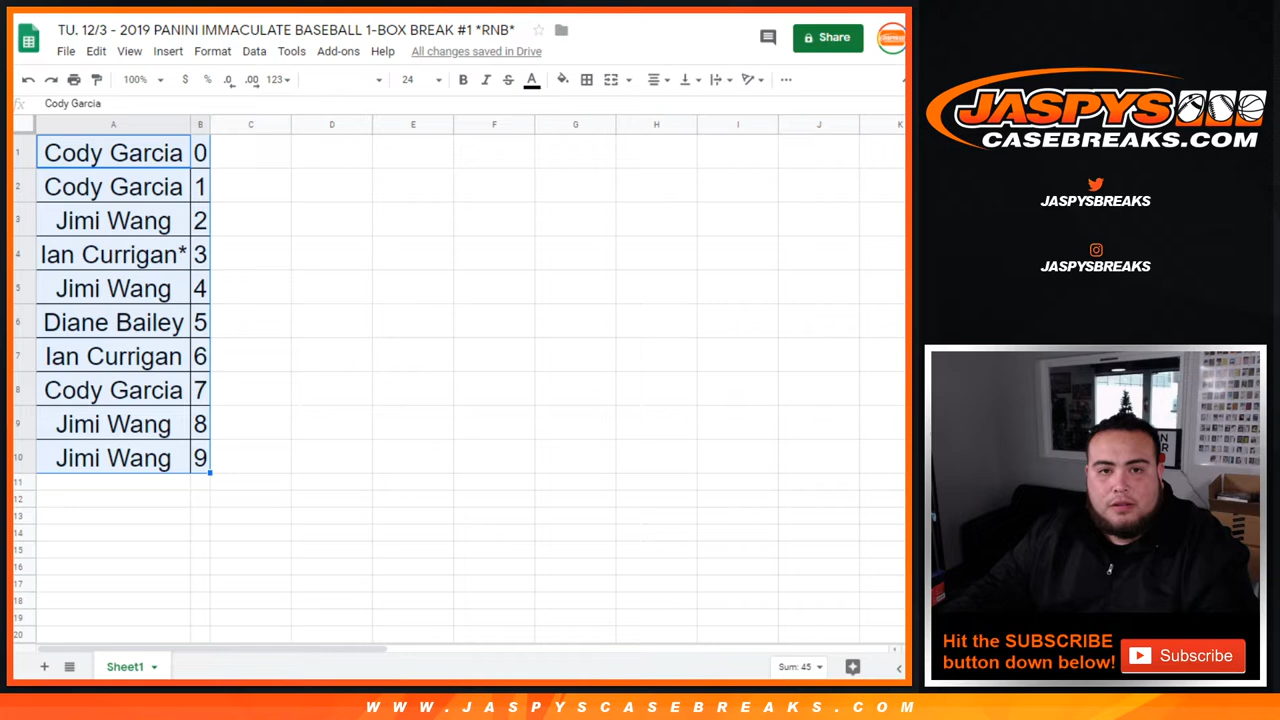 TU. 12/3 - 2019 PANINI IMMACULATE BASEBALL 1-BOX BREAK #1 *RNB*
File Edit View Insert Format Data Tools Add-ons Help All changes saved in Drive
Share
100% $ % .0 .00 123 24 B I S A
fx Cody Garcia
A B C D E F G H I J K
1 Cody Garcia 0
2 Cody Garcia 1
3 Jimi Wang 2
4 Ian Currigan* 3
5 Jimi Wang 4
6 Diane Bailey 5
7 Ian Currigan 6
8 Cody Garcia 7
9 Jimi Wang 8
10 Jimi Wang 9
11
12
13
14
15
16
17
18
19
20
Sheet1
Sum: 45
JASPYS
CASEBREAKS.COM
JASPYSBREAKS
JASPYSBREAKS
Hit the SUBSCRIBE
button down below!
Subscribe
WWW.JASPYSCASEBREAKS.COM